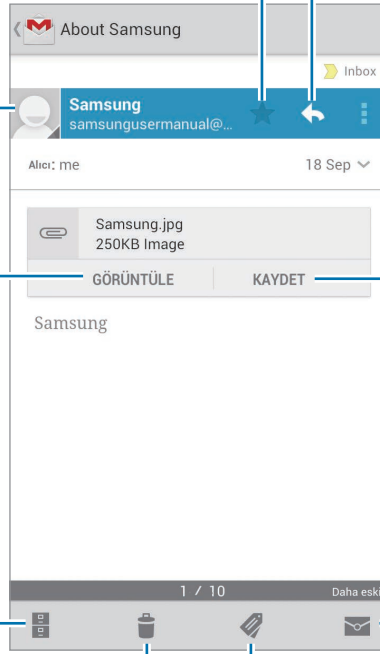 About Samsung
Inbox
Samsung
samsungusermanual@...
Alıcı: me
18 Sep
Samsung.jpg
250KB Image
GÖRÜNTÜLE
KAYDET
Samsung
1 / 10
Daha eski